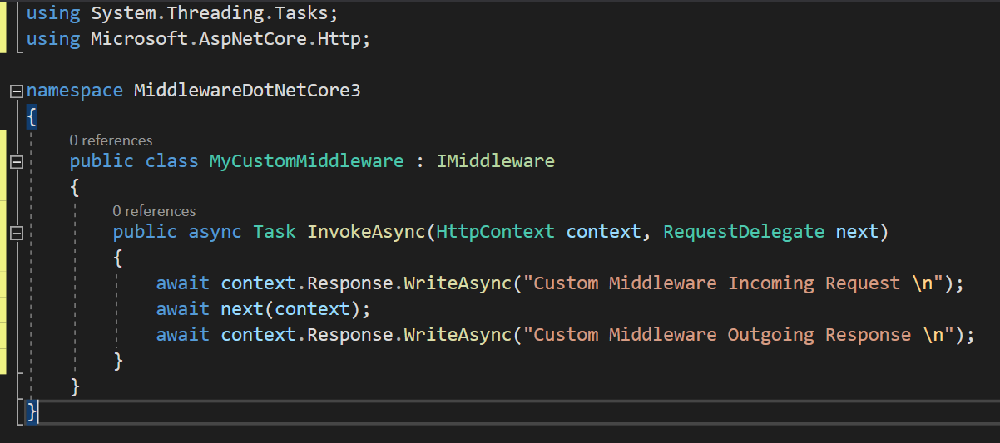 using System.Threading.Tasks;
using Microsoft.AspNetCore.Http;
namespace MiddlewareDotNetCore3
{
0 references
public class MyCustomMiddleware : IMiddleware
{
0 references
public async Task InvokeAsync(HttpContext context, RequestDelegate next)
{
await context.Response.WriteAsync("Custom Middleware Incoming Request \n");
await next(context);
await context.Response.WriteAsync("Custom Middleware Outgoing Response \n");
}
}
}